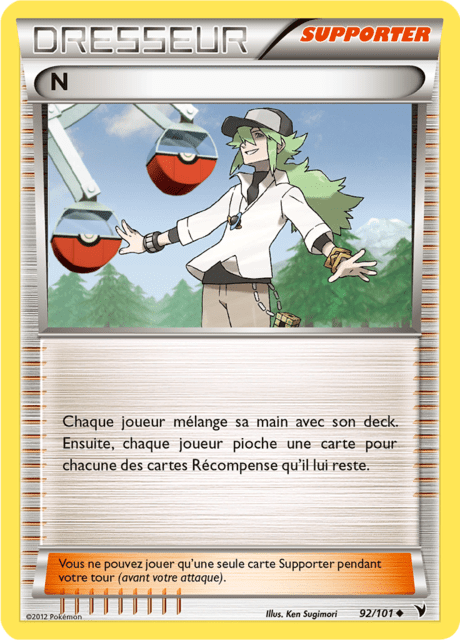 DRESSEUR
SUPPORTER
N
Chaque joueur mélange sa main avec son deck.
Ensuite, chaque joueur pioche une carte pour
chacune des cartes Récompense qu'il lui reste.
Vous ne pouvez jouer qu'une seule carte Supporter pendant
votre tour (avant votre attaque).
©2012 Pokémon
Illus. Ken Sugimori
92/101